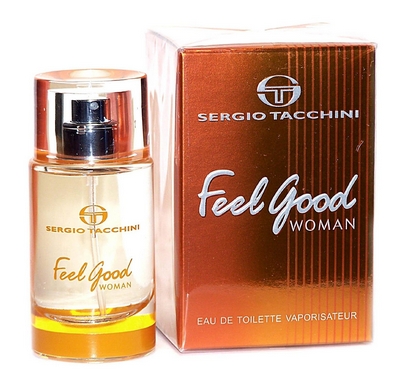 SERGIO TACCHINI
Feel Good
WOMAN
SERGIO TACCHINI
Feel Good
WOMAN
EAU DE TOILETTE VAPORISATEUR